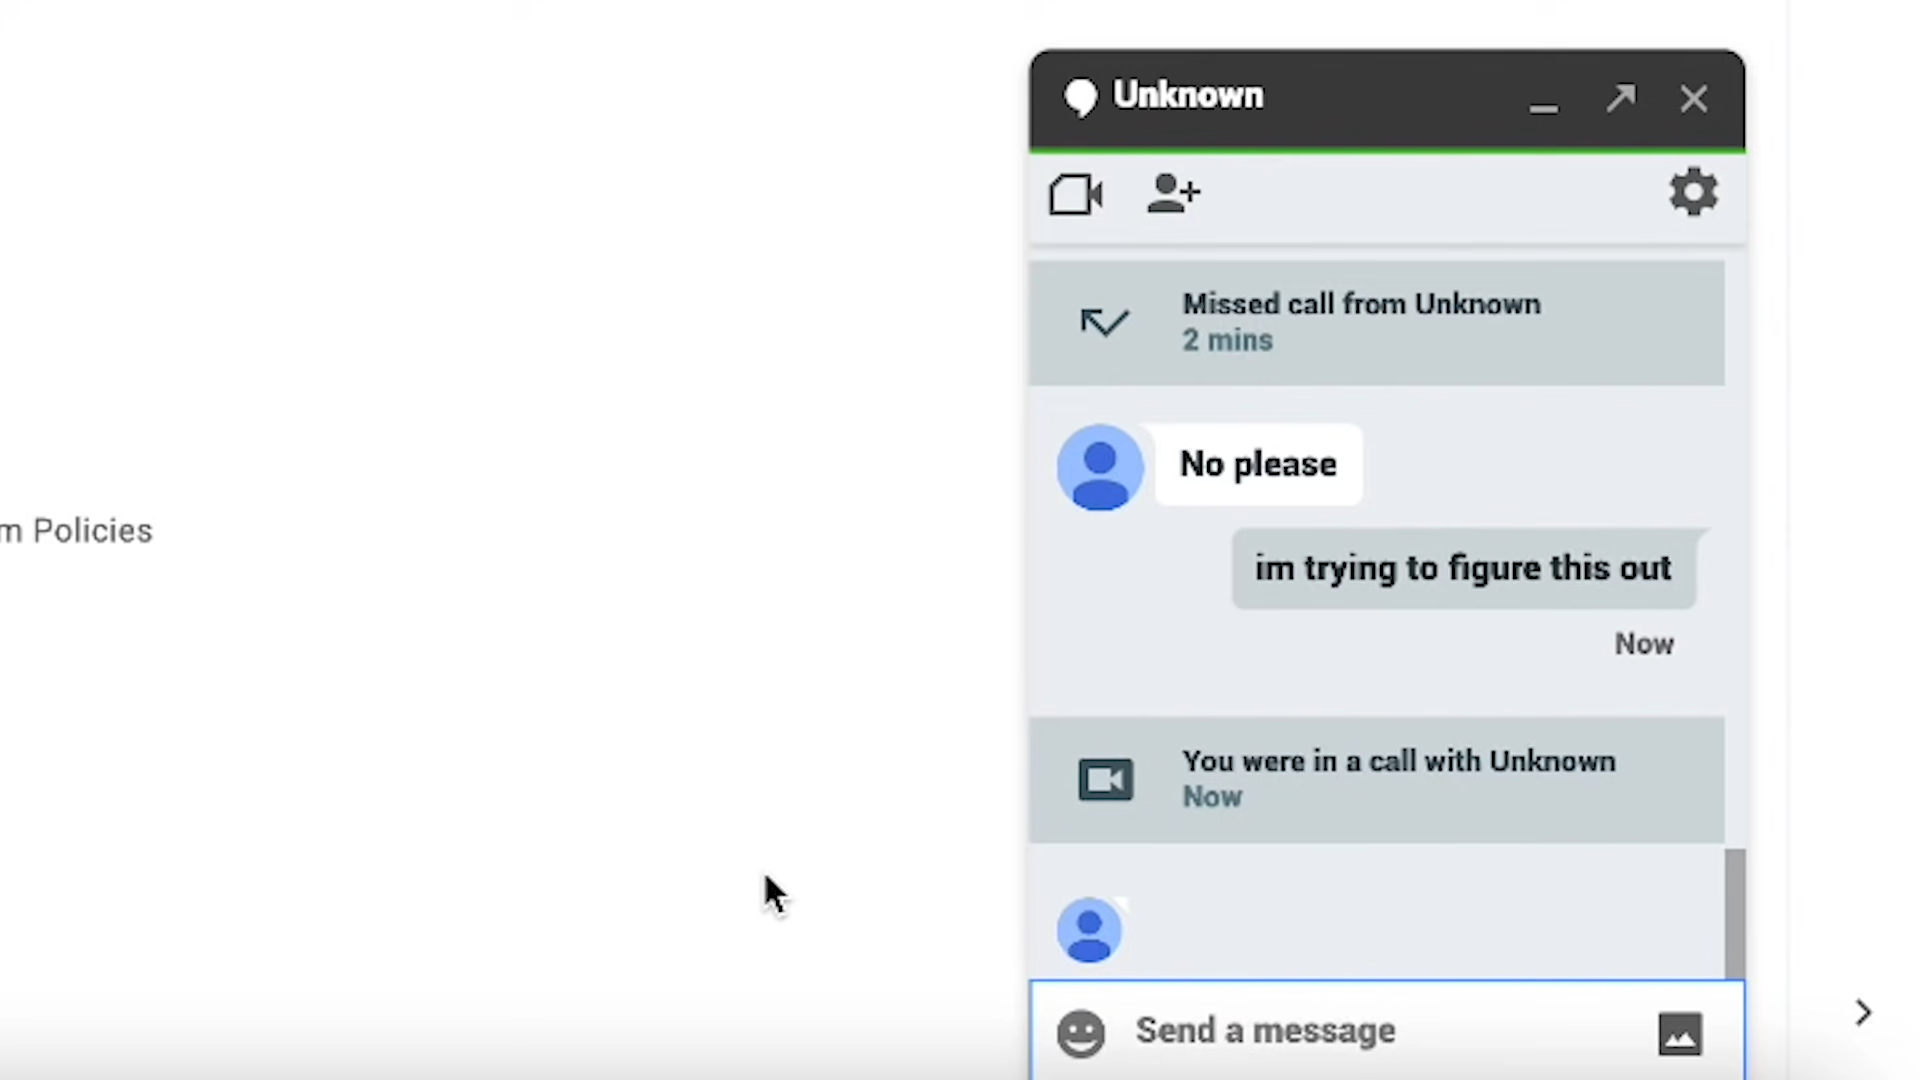 Unknown
Missed call from Unknown
2 mins
No please
m Policies
im trying to figure this out
Now
You were in a call with Unknown
Now
Send a message